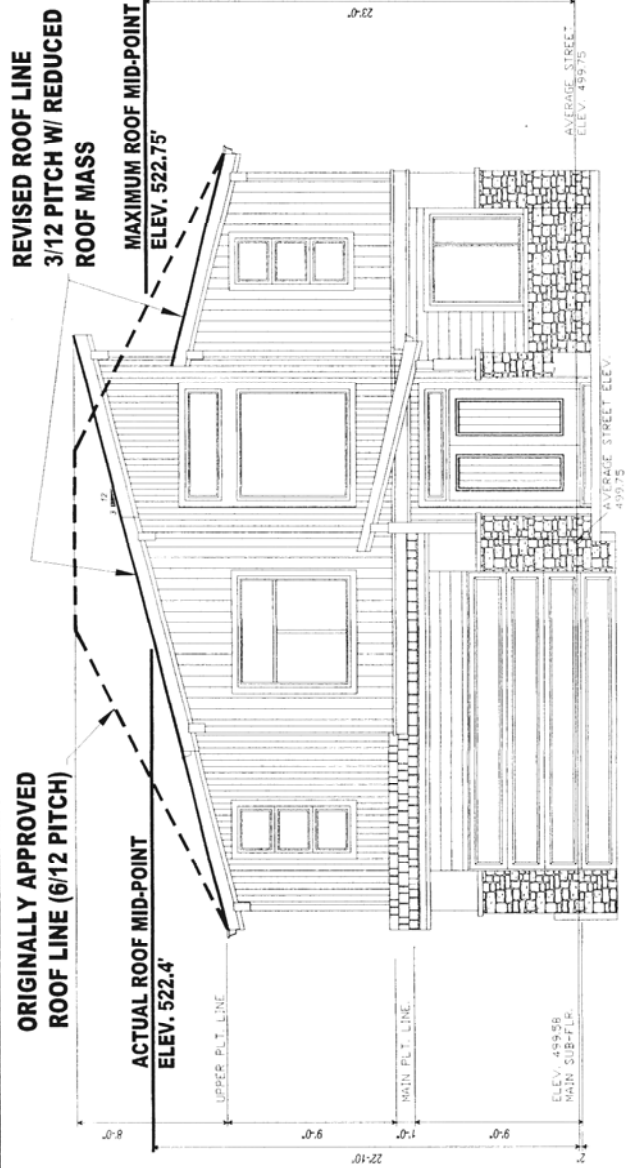 ORIGINALLY APPROVED
ROOF LINE (6/12 PITCH)
REVISED ROOF LINE
3/12 PITCH W/ REDUCED
ROOF MASS
ACTUAL ROOF MID-POINT
ELEV. 522.4'
MAXIMUM ROOF MID-POINT
ELEV. 522.75'
12
3
UPPER PLT. LINE
MAIN PLT. LINE
ELEV. 499.58
MAIN SUB-FLR.
AVERAGE STREET ELEV.
499.75
AVERAGE STREET
ELEV. 499.75
8'-0"
9'-0"
1'-0"
9'-0"
22'-10"
2"
23'-0"